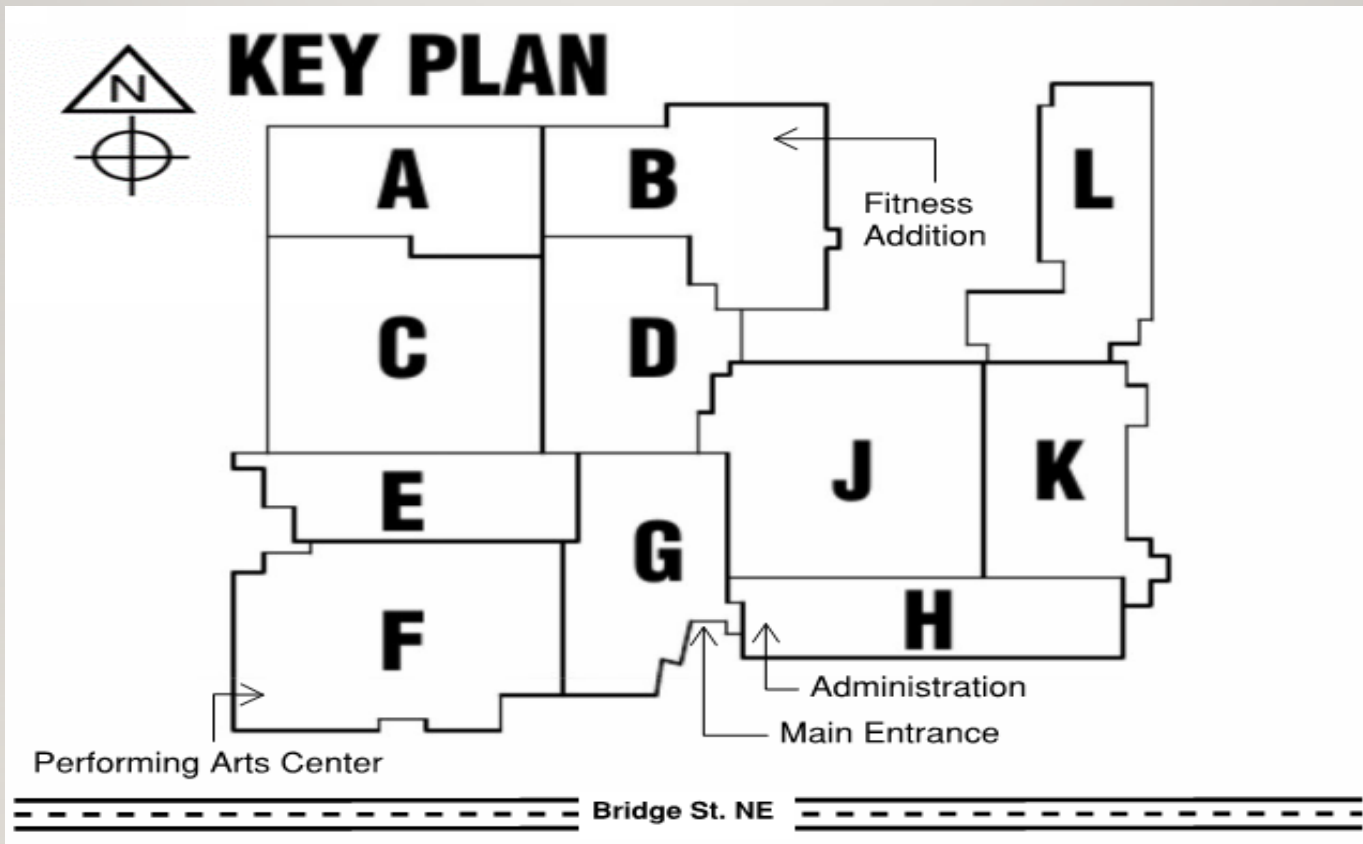 N
KEY PLAN
A
B
L
Fitness
Addition
C
D
J
K
E
G
H
F
Administration
Main Entrance
Performing Arts Center
Bridge St. NE